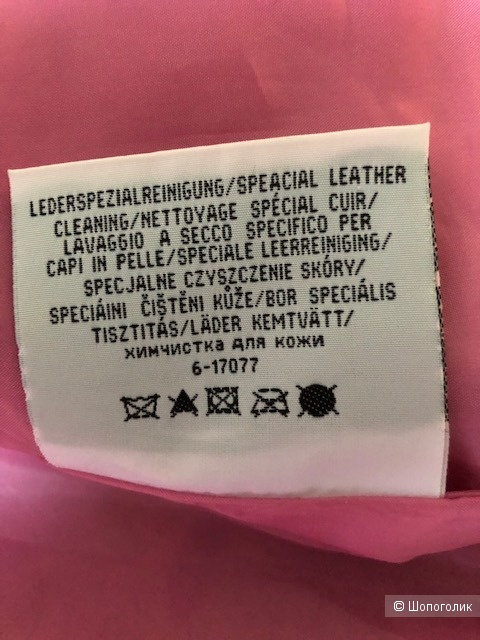 LEDERSPEZIALREINIGUNG/SPEACIAL LEATHER
CLEANING/NETTOYAGE SPÉCIAL CUIR/
LAVAGGIO A SECCO SPECIFICO PER
CAPI IN PELLE/SPECIALE LEERREINIGING/
SPECJALNE CZYSZCZENIE SKÓRY/
SPECIÁINI ČIŠTĚNI KŮŽE/BOR SPECIÁLIS
TISZTITÁS/LÄDER KEMTVÄTT/
химчистка для кожи
6-17077
© Шопоголик